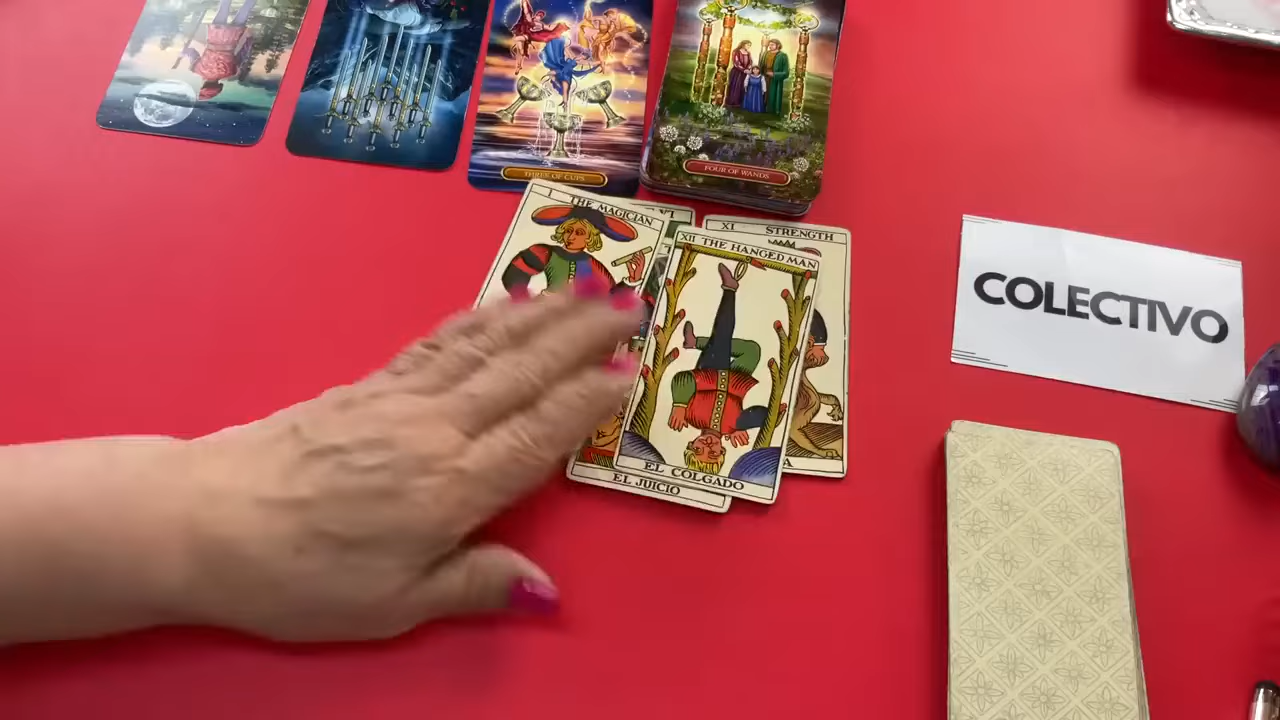 THREE OF CUPS
FOUR OF WANDS
I THE MAGICIAN
LA
XI STRENGTH
XII THE HANGED MAN
COLECTIVO
EL COLGADO
EL JUICIO